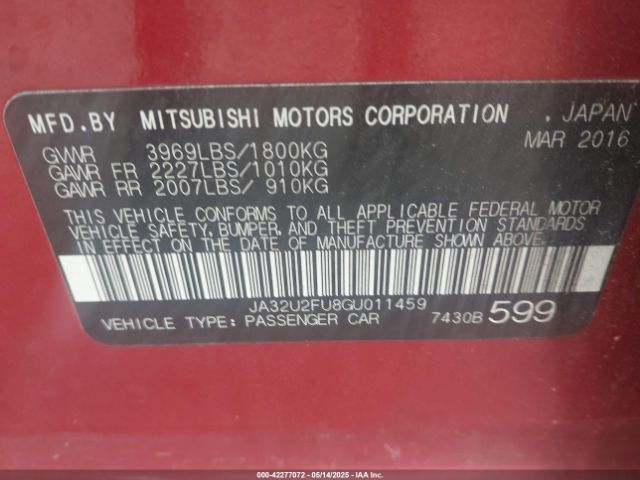 MFD.BY MITSUBISHI MOTORS CORPORATION , JAPAN
MAR 2016
GVWR 3969LBS/1800KG
GAWR FR 2227LBS/1010KG
GAWR RR 2007LBS/ 910KG
THIS VEHICLE CONFORMS TO ALL APPLICABLE FEDERAL MOTOR
VEHICLE SAFETY, BUMPER, AND THEFT PREVENTION STANDARDS
IN EFFECT ON THE DATE OF MANUFACTURE SHOWN ABOVE.
JA32U2FU8GU011459
VEHICLE TYPE: PASSENGER CAR 7430B 599
000-42277072 - 05/14/2025 - IAA Inc.